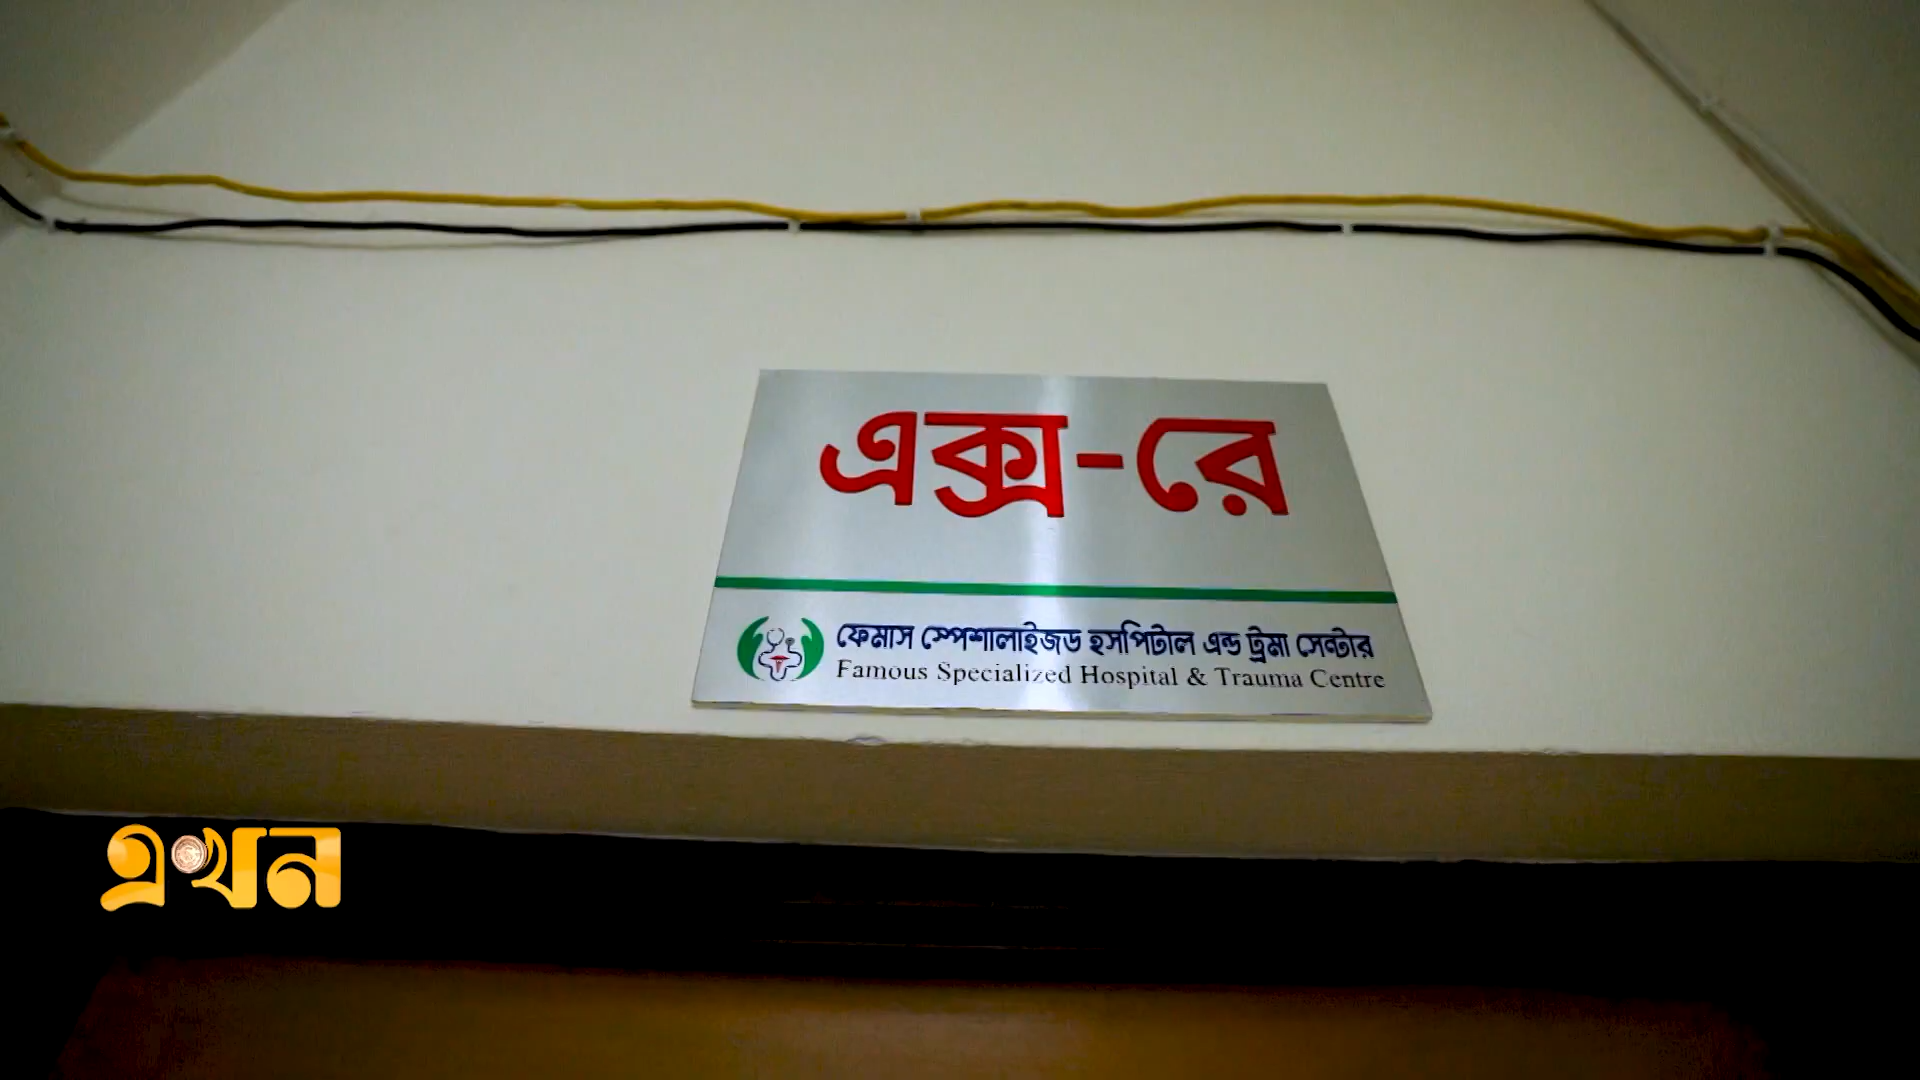 এক্স-রে
ফেমাস স্পেশালাইজড হসপিটাল এন্ড ট্রমা সেন্টার
Famous Specialized Hospital & Trauma Centre
এখন